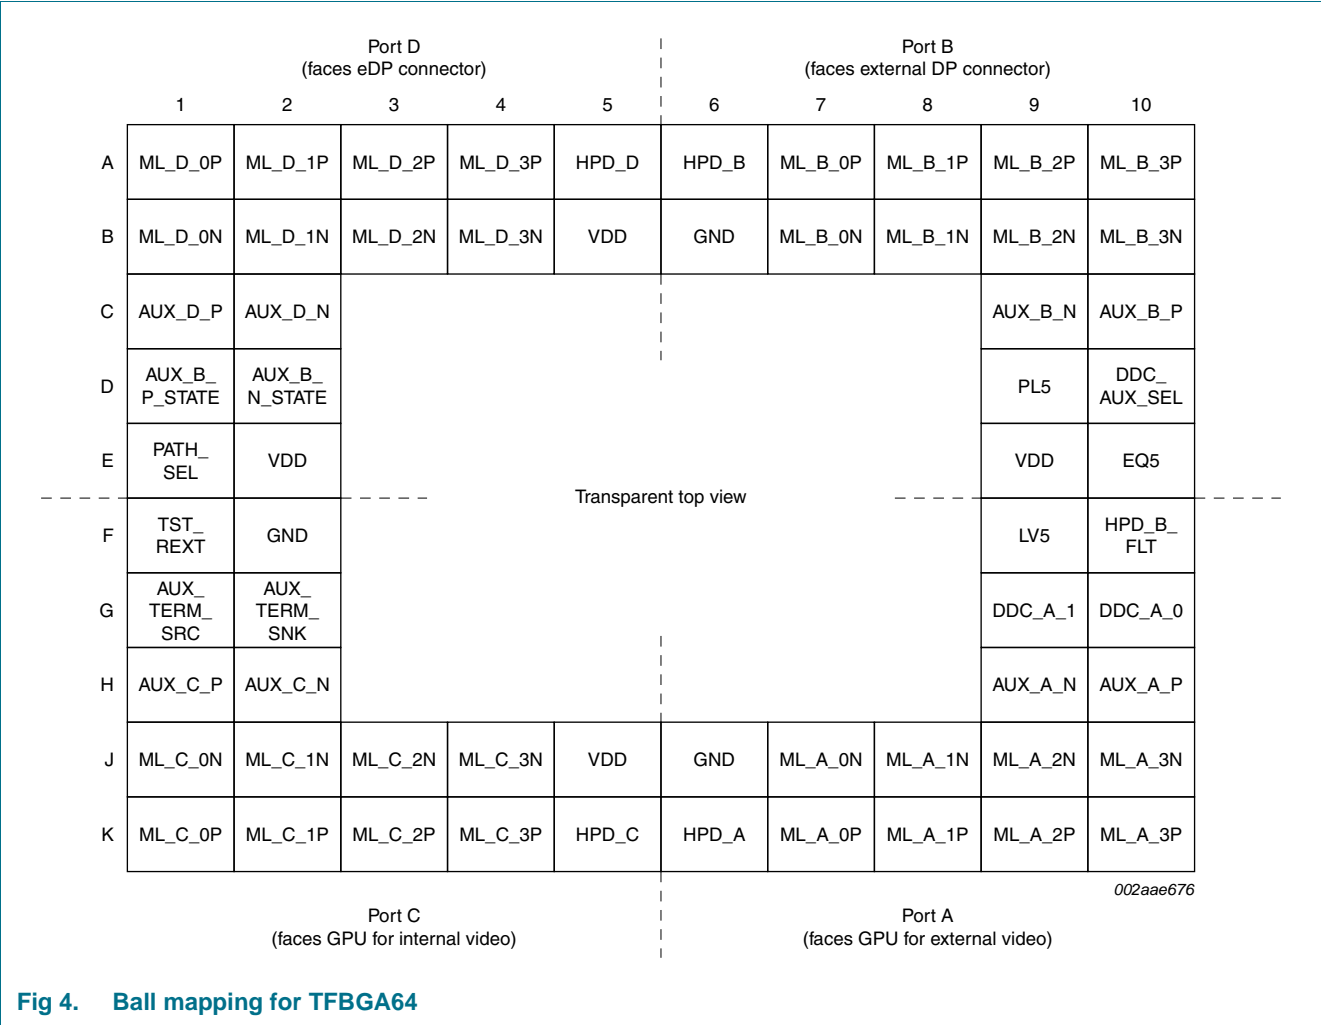 Port D
(faces eDP connector)
Port B
(faces external DP connector)
1 2 3 4 5 6 7 8 9 10
A ML_D_0P ML_D_1P ML_D_2P ML_D_3P HPD_D HPD_B ML_B_0P ML_B_1P ML_B_2P ML_B_3P
B ML_D_0N ML_D_1N ML_D_2N ML_D_3N VDD GND ML_B_0N ML_B_1N ML_B_2N ML_B_3N
C AUX_D_P AUX_D_N AUX_B_N AUX_B_P
D
AUX_B_
P_STATE
AUX_B_
N_STATE
PL5
DDC_
AUX_SEL
E
PATH_
SEL
VDD
VDD
EQ5
Transparent top view
F
TST_
REXT
GND
LV5
HPD_B_
FLT
G
AUX_
TERM_
SRC
AUX_
TERM_
SNK
DDC_A_1
DDC_A_0
H AUX_C_P AUX_C_N AUX_A_N AUX_A_P
J ML_C_0N ML_C_1N ML_C_2N ML_C_3N VDD GND ML_A_0N ML_A_1N ML_A_2N ML_A_3N
K ML_C_0P ML_C_1P ML_C_2P ML_C_3P HPD_C HPD_A ML_A_0P ML_A_1P ML_A_2P ML_A_3P
002aae676
Port C
(faces GPU for internal video)
Port A
(faces GPU for external video)
Fig 4. Ball mapping for TFBGA64